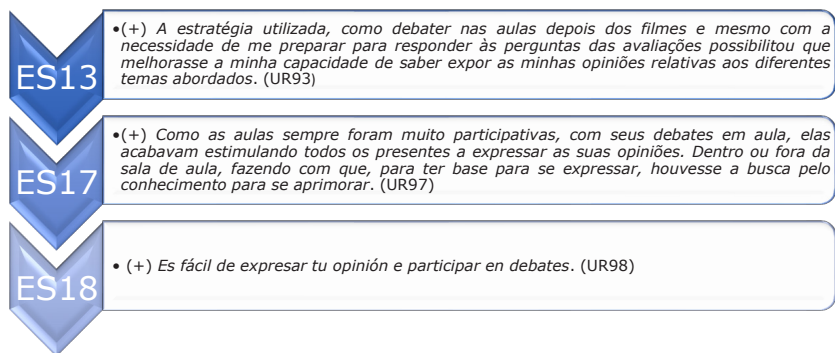 ES13
•(+) A estratégia utilizada, como debater nas aulas depois dos filmes e mesmo com a
necessidade de me preparar para responder às perguntas das avaliações possibilitou que
melhorasse a minha capacidade de saber expor as minhas opiniões relativas aos diferentes
temas abordados. (UR93)
ES17
•(+) Como as aulas sempre foram muito participativas, com seus debates em aula, elas
acabavam estimulando todos os presentes a expressar as suas opiniões. Dentro ou fora da
sala de aula, fazendo com que, para ter base para se expressar, houvesse a busca pelo
conhecimento para se aprimorar. (UR97)
ES18
• (+) Es fácil de expresar tu opinión e participar en debates. (UR98)